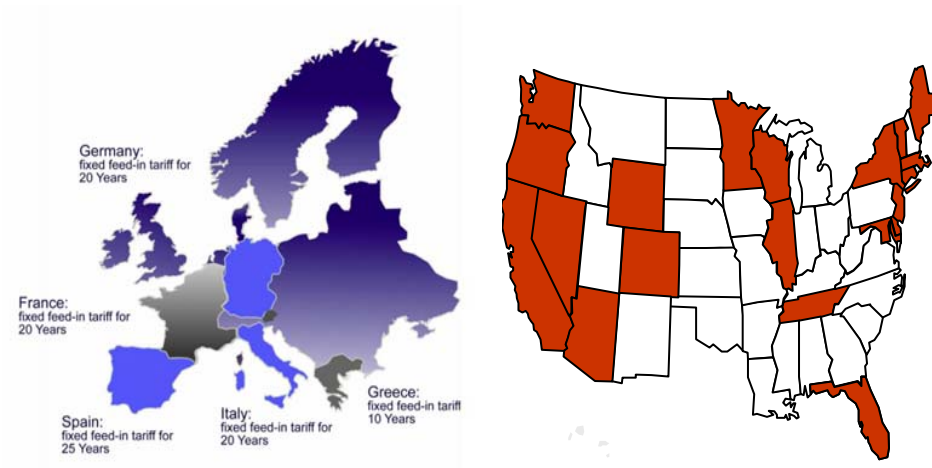 Germany:
fixed feed-in tariff for
20 Years
France:
fixed feed-in tariff for
20 Years
Spain:
fixed feed-in tariff for
25 Years
Italy:
fixed feed-in tariff for
20 Years
Greece:
fixed feed-in tarif
10 Years